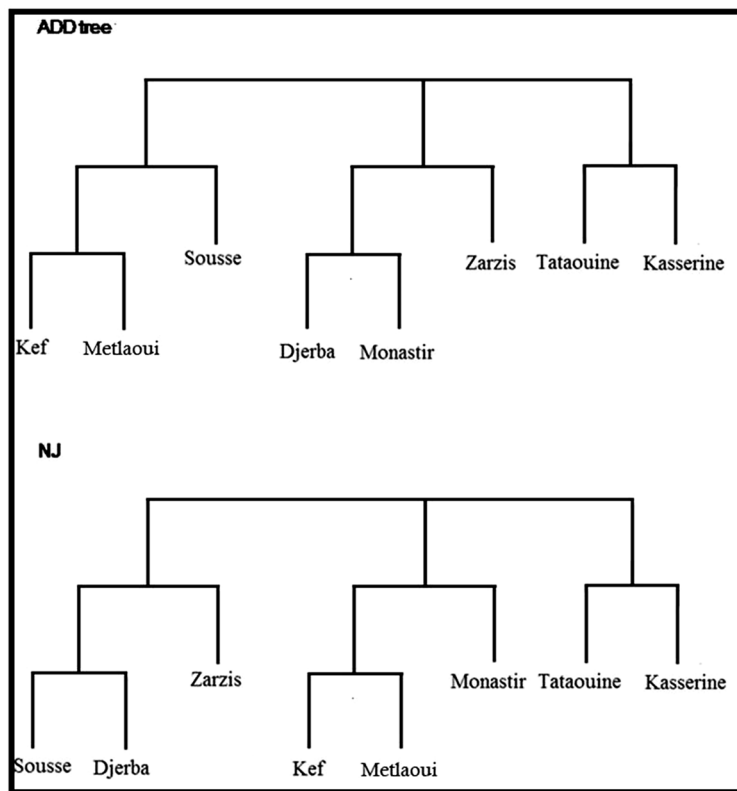 ADD tree
Sousse Zarzis Tataouine Kasserine
Kef Metlaoui Djerba Monastir
NJ
Zarzis Monastir Tataouine Kasserine
Sousse Djerba Kef Metlaoui